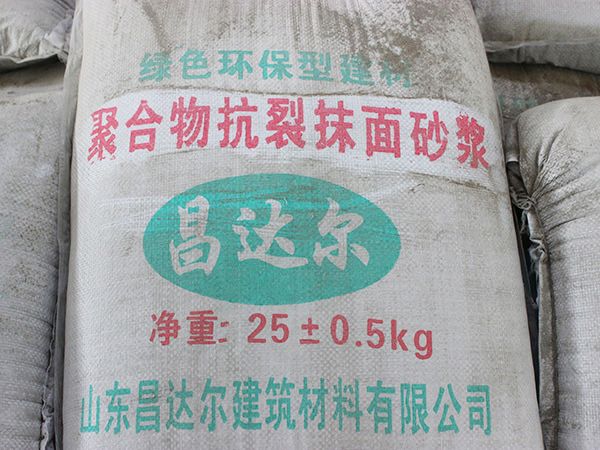 绿色环保型建材
聚合物抗裂抹面砂浆
昌达尔
净重: 25±0.5kg
山东昌达尔建筑材料有限公司